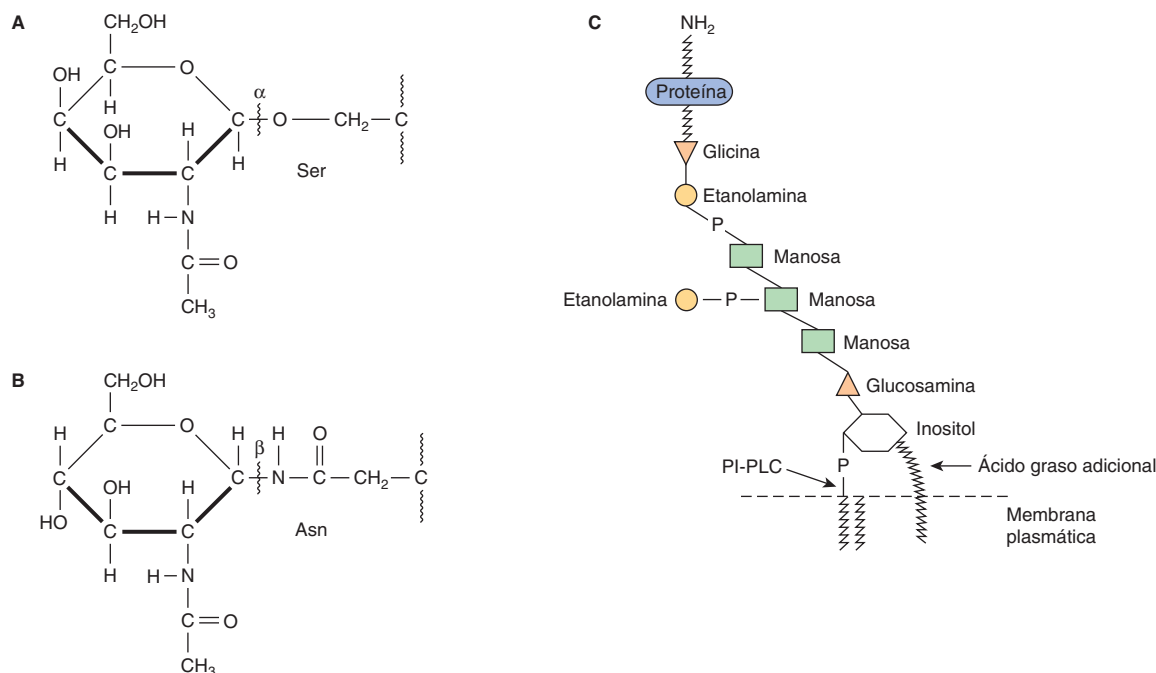 A
CH₂OH
C
O
OH
H
α
C
OH
H
C
O
CH₂
C
H
C
C
H
Ser
H
H
N
C
O
CH₃
B
CH₂OH
C
O
H
H
H
O
β
C
OH
H
C
N
C
CH₂
C
HO
C
C
Asn
H
H
N
C
O
CH₃
C
NH₂
Proteína
Glicina
Etanolamina
P
Manosa
Etanolamina
P
Manosa
Manosa
Glucosamina
Inositol
PI-PLC
P
Ácido graso adicional
Membrana
plasmática